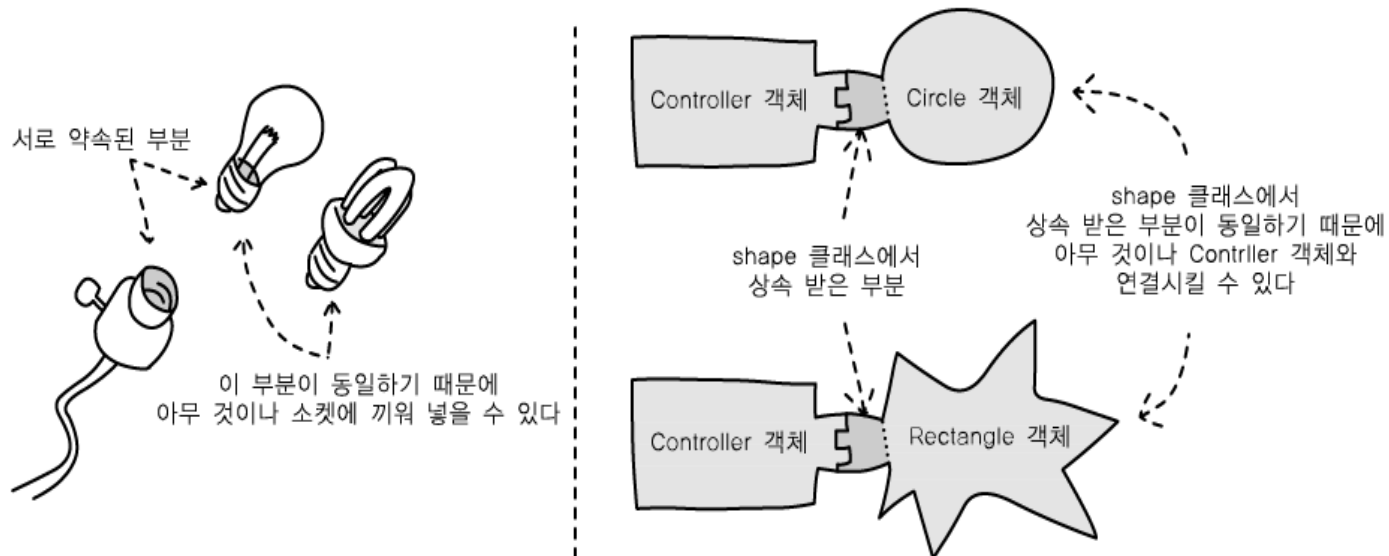 서로 약속된 부분
이 부분이 동일하기 때문에
아무 것이나 소켓에 끼워 넣을 수 있다
Controller 객체
Circle 객체
shape 클래스에서
상속 받은 부분
shape 클래스에서
상속 받은 부분이 동일하기 때문에
아무 것이나 Contrller 객체와
연결시킬 수 있다
Controller 객체
Rectangle 객체